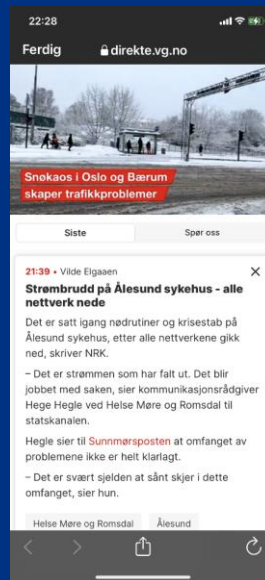 22:28
Ferdig
direkte.vg.no
Snøkaos i Oslo og Bærum
skaper trafikkproblemer
Siste
Spør oss
21:39 • Vilde Elgaaen
Strømbrudd på Ålesund sykehus - alle
nettverk nede
Det er satt igang nødrutiner og krisestab på
Ålesund sykehus, etter alle nettverkene gikk
ned, skriver NRK.
– Det er strømmen som har falt ut. Det blir
jobbet med saken, sier kommunikasjonsrådgiver
Hege Hegle ved Helse Møre og Romsdal til
statskanalen.
Hegle sier til Sunnmørsposten at omfanget av
problemene ikke er helt klarlagt.
– Det er svært sjelden at sånt skjer i dette
omfanget, sier hun.
Helse Møre og Romsdal
Ålesund